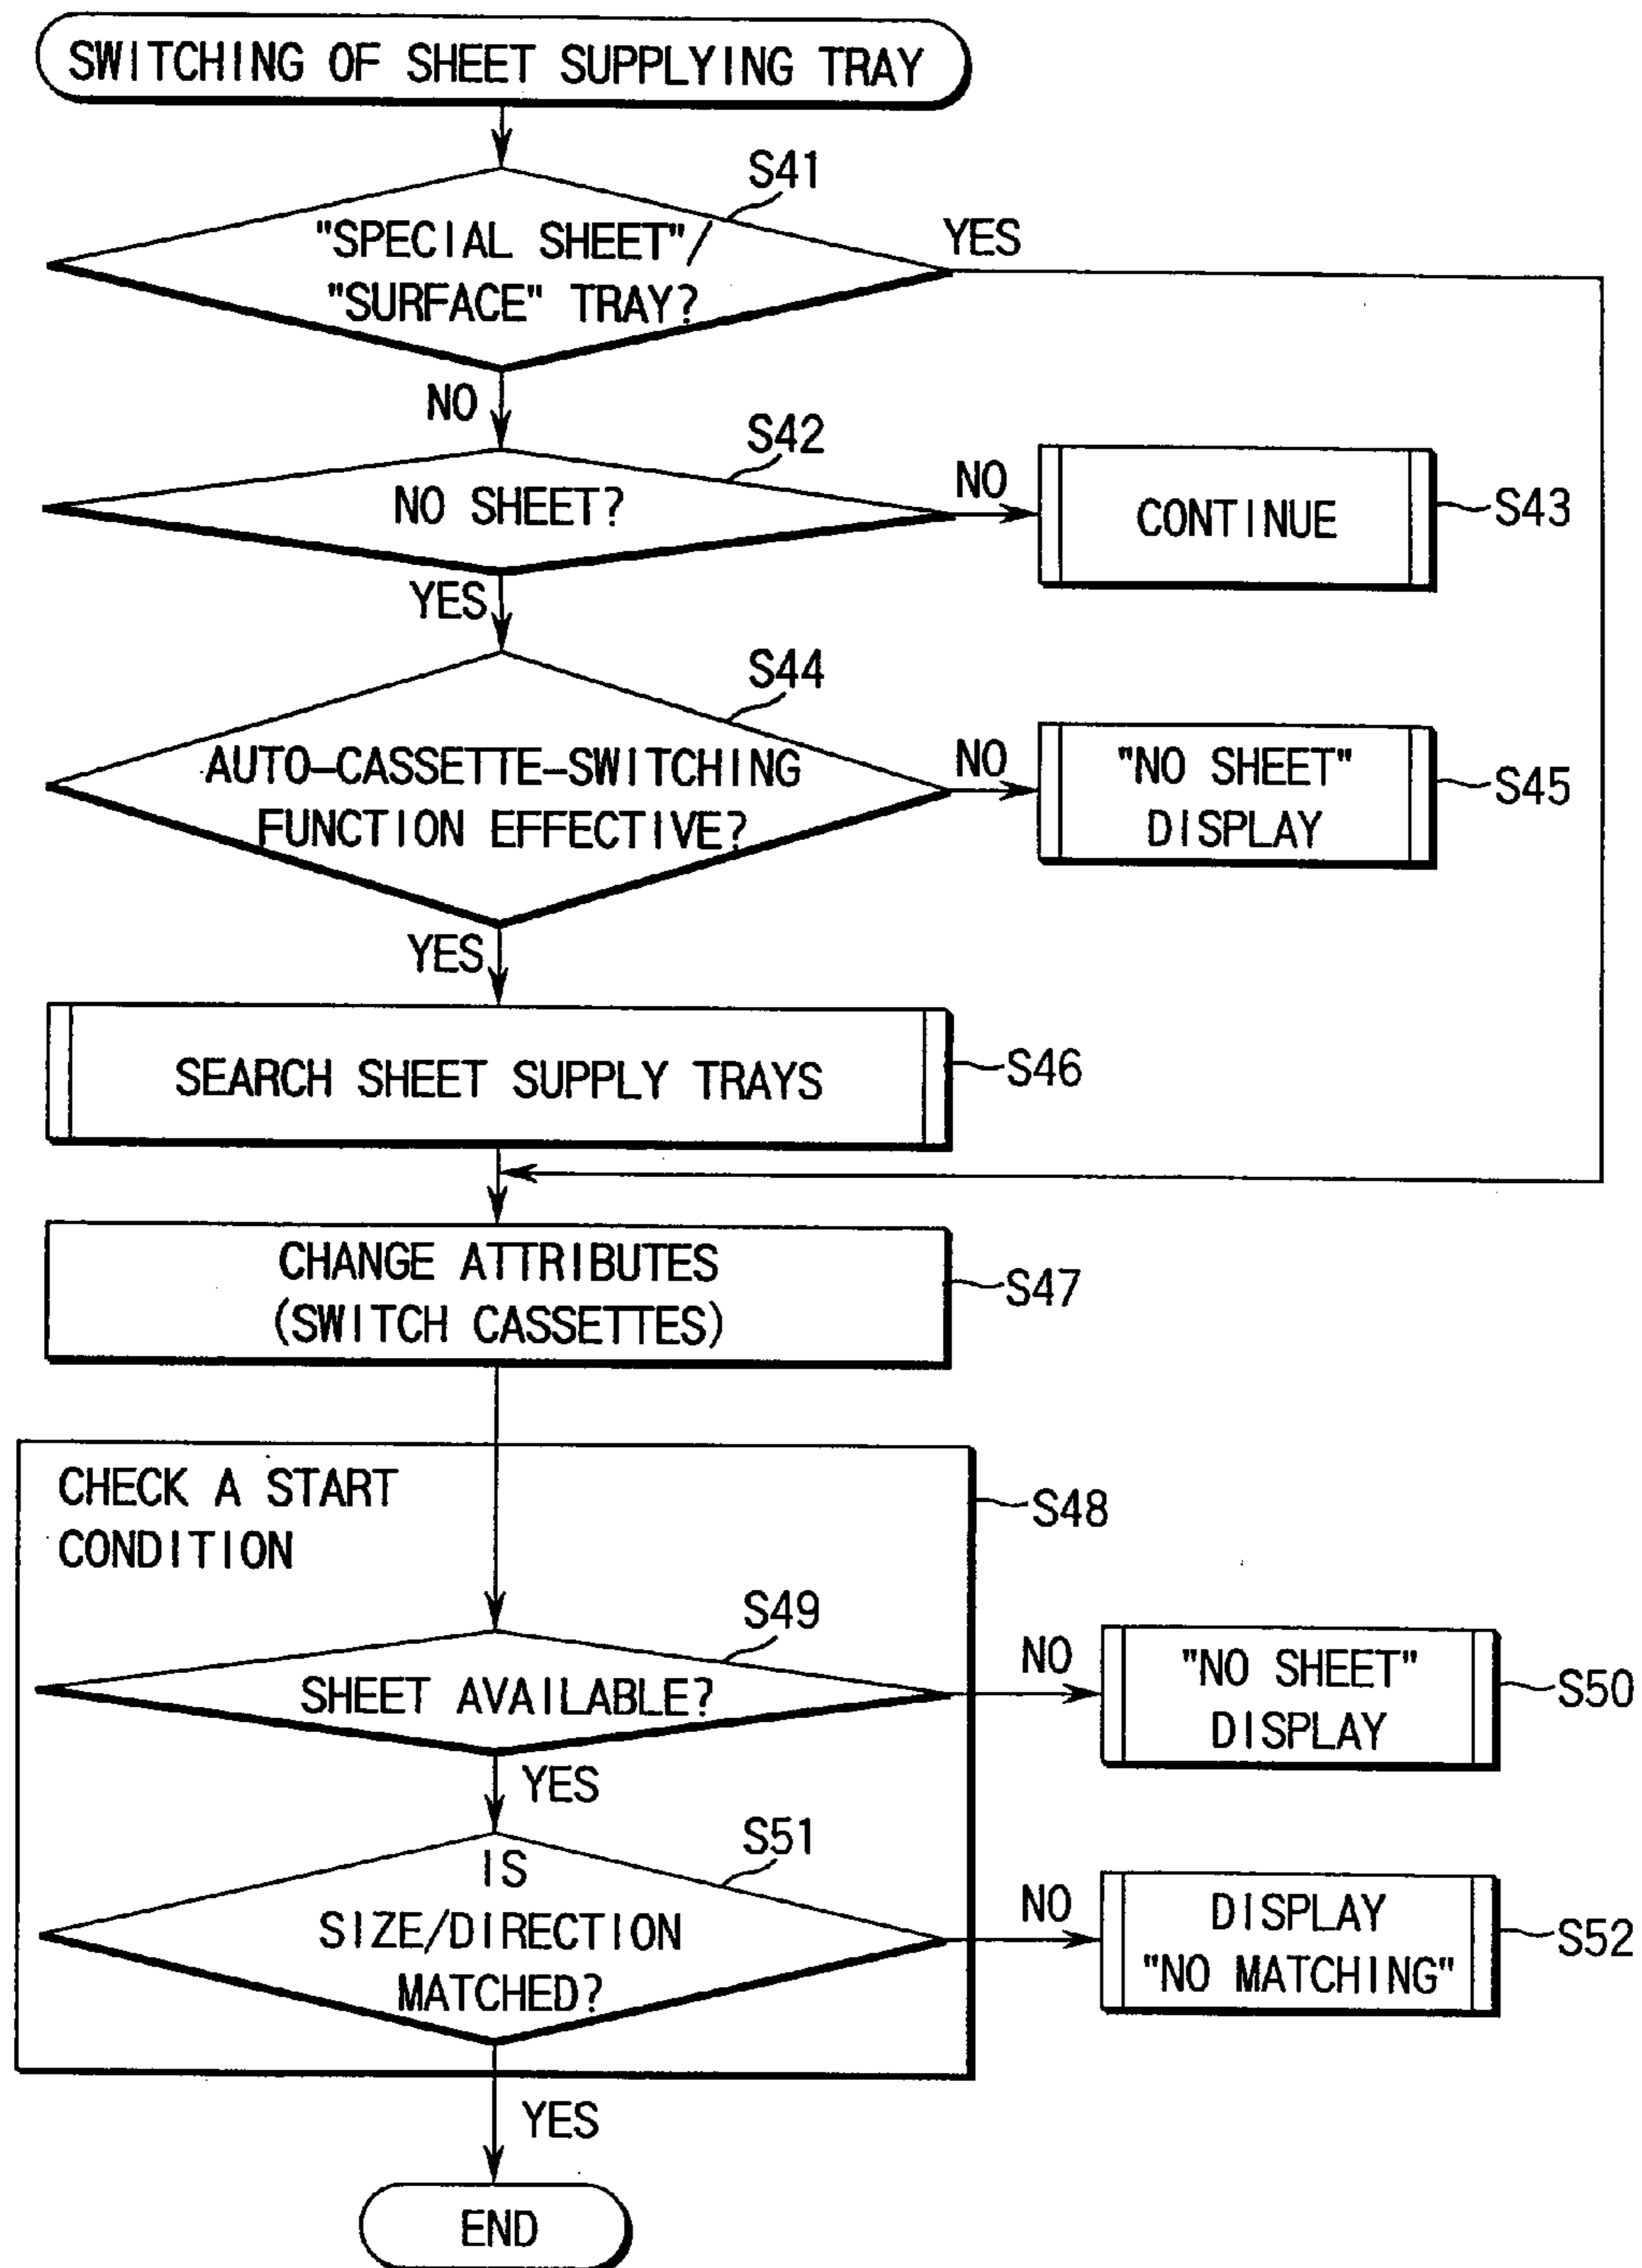 SWITCHING OF SHEET SUPPLYING TRAY
S41
"SPECIAL SHEET"/
"SURFACE" TRAY?
YES
NO
S42
NO SHEET?
NO
CONTINUE
S43
YES
S44
AUTO-CASSETTE-SWITCHING
FUNCTION EFFECTIVE?
NO
"NO SHEET"
DISPLAY
S45
YES
SEARCH SHEET SUPPLY TRAYS
S46
CHANGE ATTRIBUTES
(SWITCH CASSETTES)
S47
CHECK A START
CONDITION
S48
S49
SHEET AVAILABLE?
NO
"NO SHEET"
DISPLAY
S50
YES
S51
IS
SIZE/DIRECTION
MATCHED?
NO
DISPLAY
"NO MATCHING"
S52
YES
END